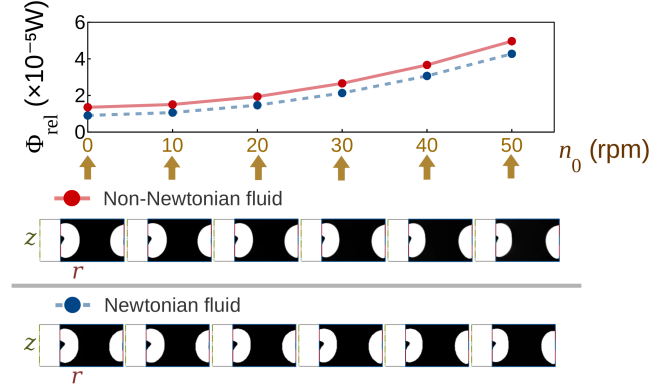 Φrel (×10⁻⁵W)
6
4
2
0
0 10 20 30 40 50
n0 (rpm)
Non-Newtonian fluid
z
r
Newtonian fluid
z
r